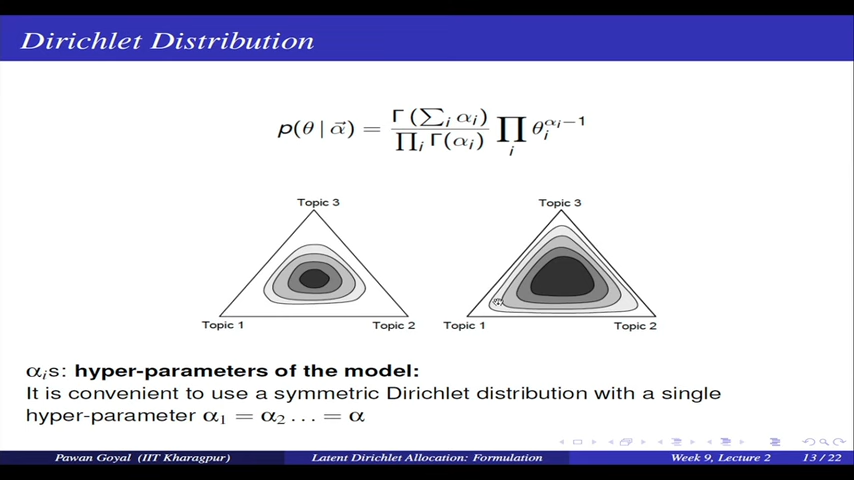 Dirichlet Distribution
p(θ | α⃗) = Γ(∑ᵢ αᵢ) / ∏ᵢ Γ(αᵢ) ∏ᵢ θᵢ^(αᵢ−1)
Topic 3 Topic 3
Topic 1 Topic 2 Topic 1 Topic 2
αᵢs: hyper-parameters of the model:
It is convenient to use a symmetric Dirichlet distribution with a single
hyper-parameter α₁ = α₂ … = α
Pawan Goyal (IIT Kharagpur) Latent Dirichlet Allocation: Formulation Week 9, Lecture 2 13 / 22